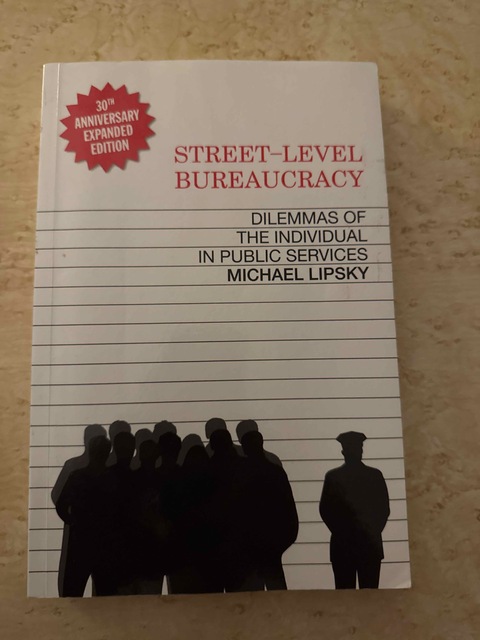 30TH
ANNIVERSARY
EXPANDED
EDITION
STREET-LEVEL
BUREAUCRACY
DILEMMAS OF
THE INDIVIDUAL
IN PUBLIC SERVICES
MICHAEL LIPSKY